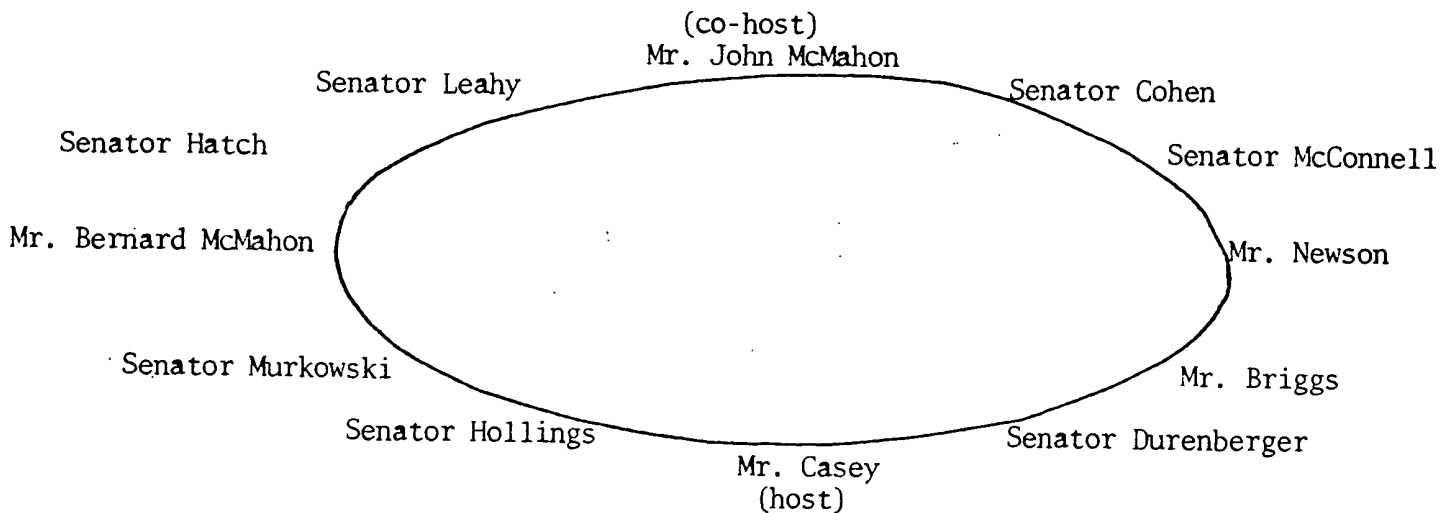 (co-host)
Mr. John McMahon
Senator Leahy
Senator Cohen
Senator Hatch
Senator McConnell
Mr. Bernard McMahon
Mr. Newson
Senator Murkowski
Mr. Briggs
Senator Hollings
Senator Durenberger
Mr. Casey
(host)